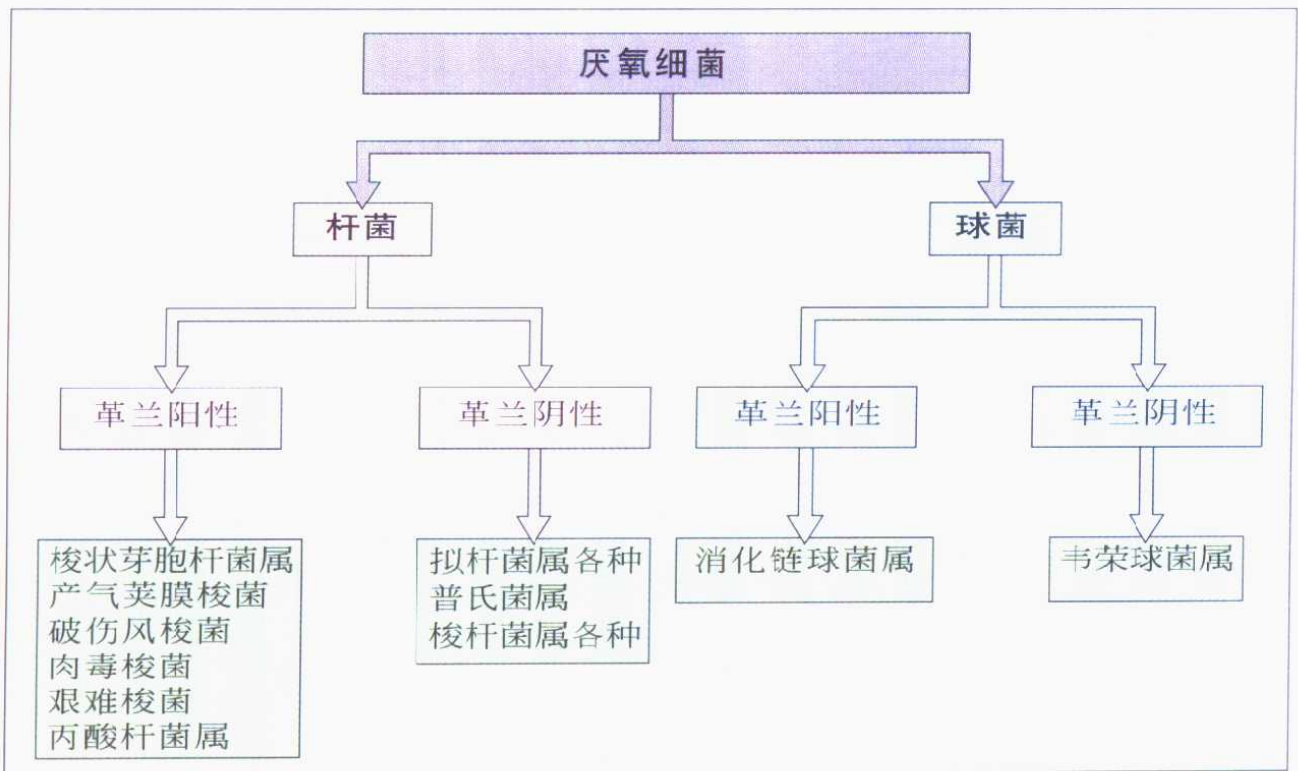 厌氧细菌
杆菌
球菌
革兰阳性
革兰阴性
革兰阳性
革兰阴性
梭状芽胞杆菌属
产气荚膜梭菌
破伤风梭菌
肉毒梭菌
艰难梭菌
丙酸杆菌属
拟杆菌属各种
普氏菌属
梭杆菌属各种
消化链球菌属
韦荣球菌属